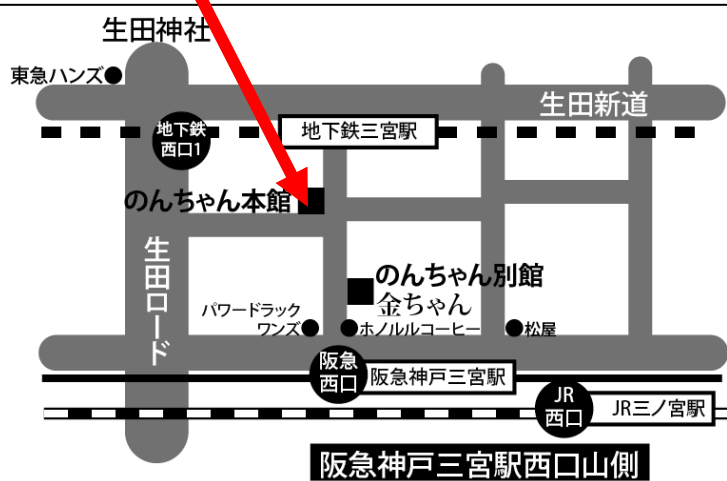 生田神社
東急ハンズ
生田新道
地下鉄
西口1
地下鉄三宮駅
のんちゃん本館
生田ロード
のんちゃん別館
金ちゃん
パワードラック
ワンズ
ホノルルコーヒー
松屋
阪急
西口
阪急神戸三宮駅
JR
西口
JR三ノ宮駅
阪急神戸三宮駅西口山側